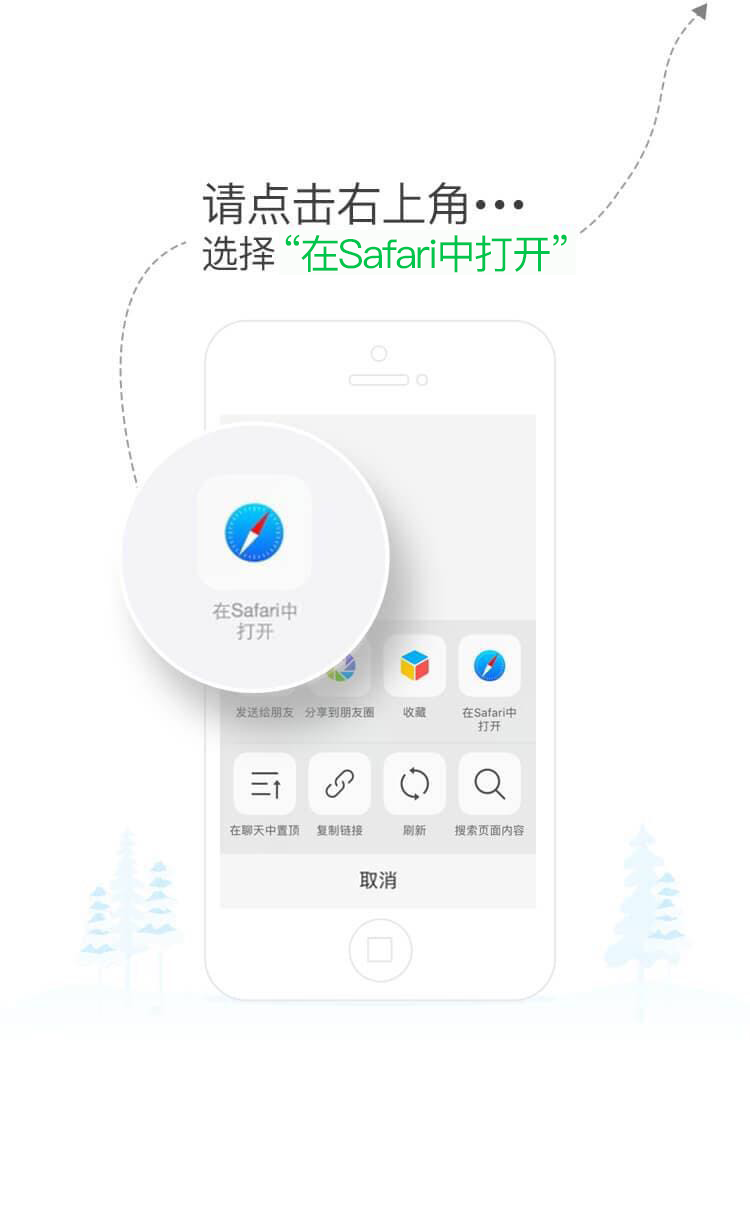 请点击右上角•••
选择“在Safari中打开”
在Safari中
打开
发送给朋友 分享到朋友圈 收藏 在Safari中
打开
在聊天中置顶 复制链接 刷新 搜索页面内容
取消